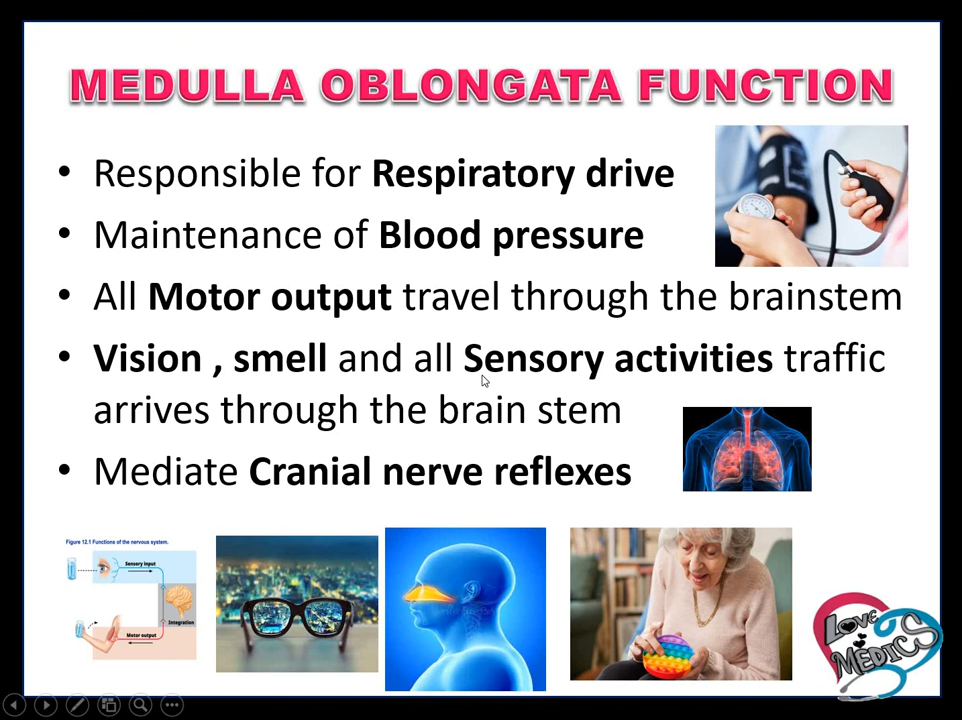 MEDULLA OBLONGATA FUNCTION
• Responsible for Respiratory drive
• Maintenance of Blood pressure
• All Motor output travel through the brainstem
• Vision , smell and all Sensory activities traffic
arrives through the brain stem
• Mediate Cranial nerve reflexes
Figure 12.1 Functions of the nervous system.
Sensory input
Integration
Motor output
LOVE
MEDICS